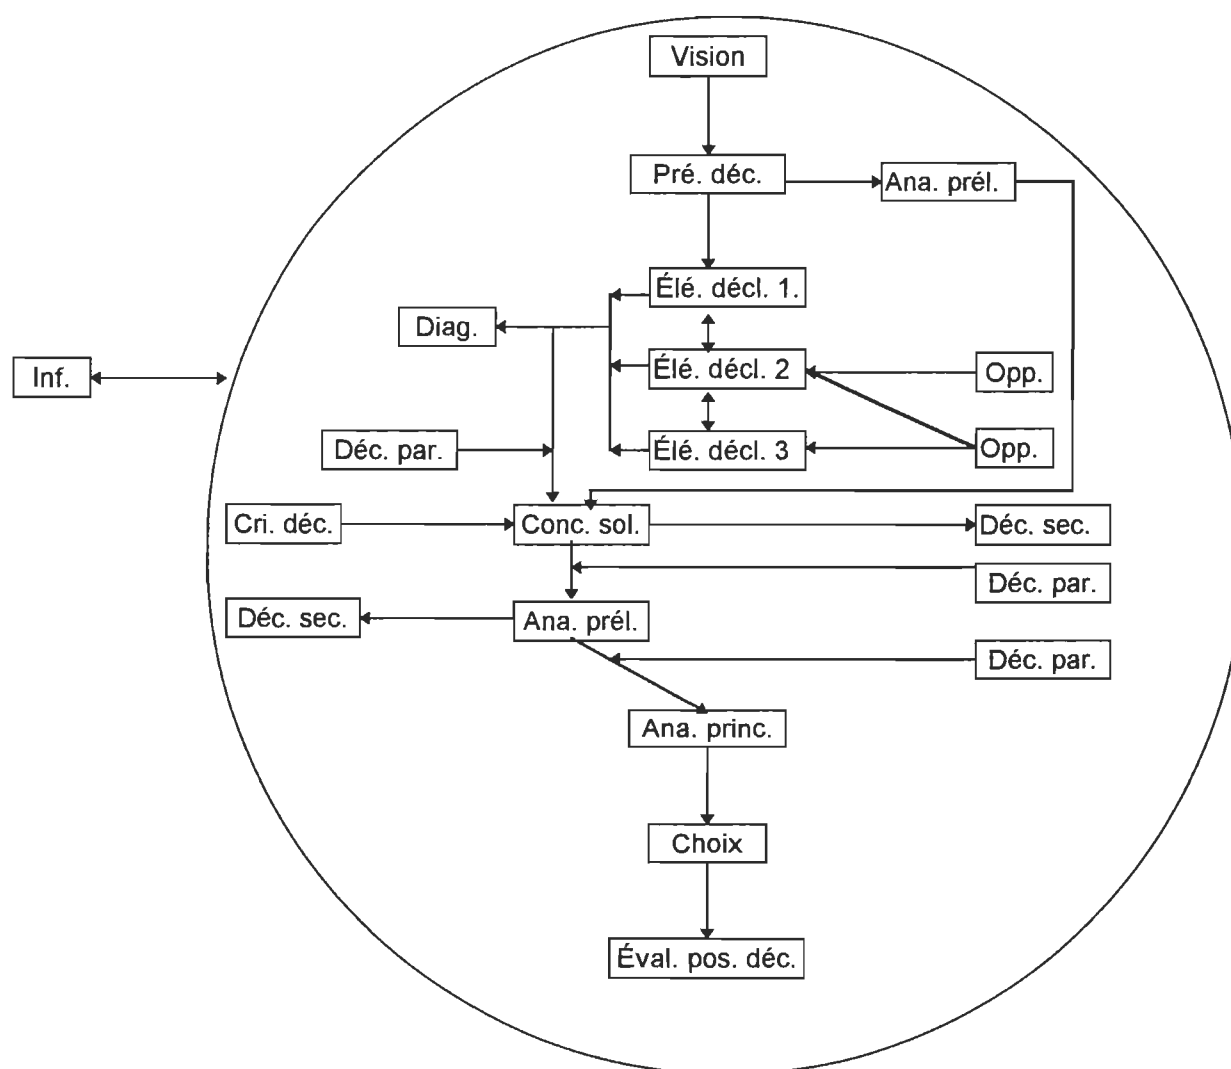 Vision
Pré. déc.
Ana. prél.
Élé. décl. 1.
Diag.
Élé. décl. 2
Opp.
Inf.
Déc. par.
Élé. décl. 3
Opp.
Cri. déc.
Conc. sol.
Déc. sec.
Déc. par.
Déc. sec.
Ana. prél.
Déc. par.
Ana. princ.
Choix
Éval. pos. déc.